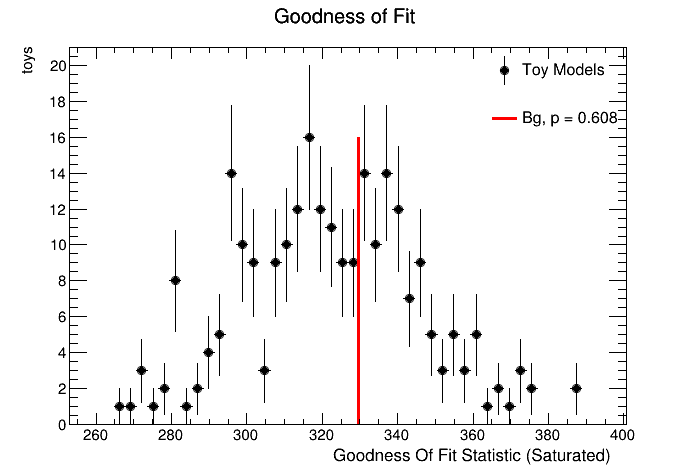 Goodness of Fit
toys
20
18
16
14
12
10
8
6
4
2
0
Toy Models
Bg, p = 0.608
260 280 300 320 340 360 380 400
Goodness Of Fit Statistic (Saturated)